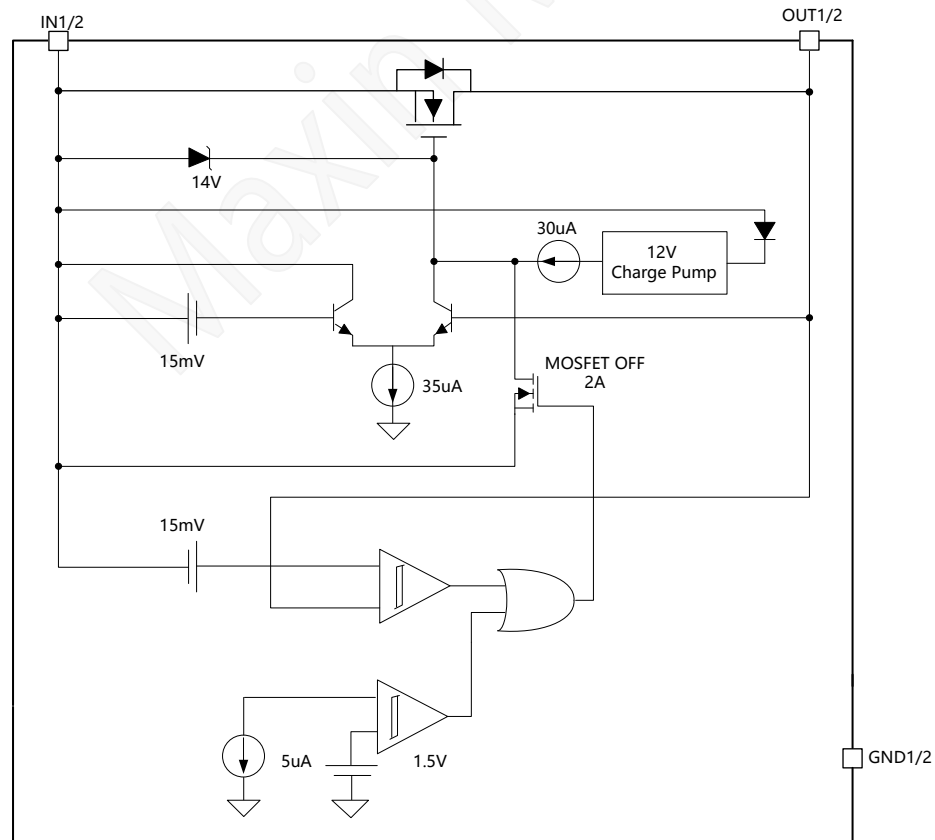 IN1/2
OUT1/2
14V
30uA
12V
Charge Pump
15mV
35uA
MOSFET OFF
2A
15mV
5uA
1.5V
GND1/2
Maxin